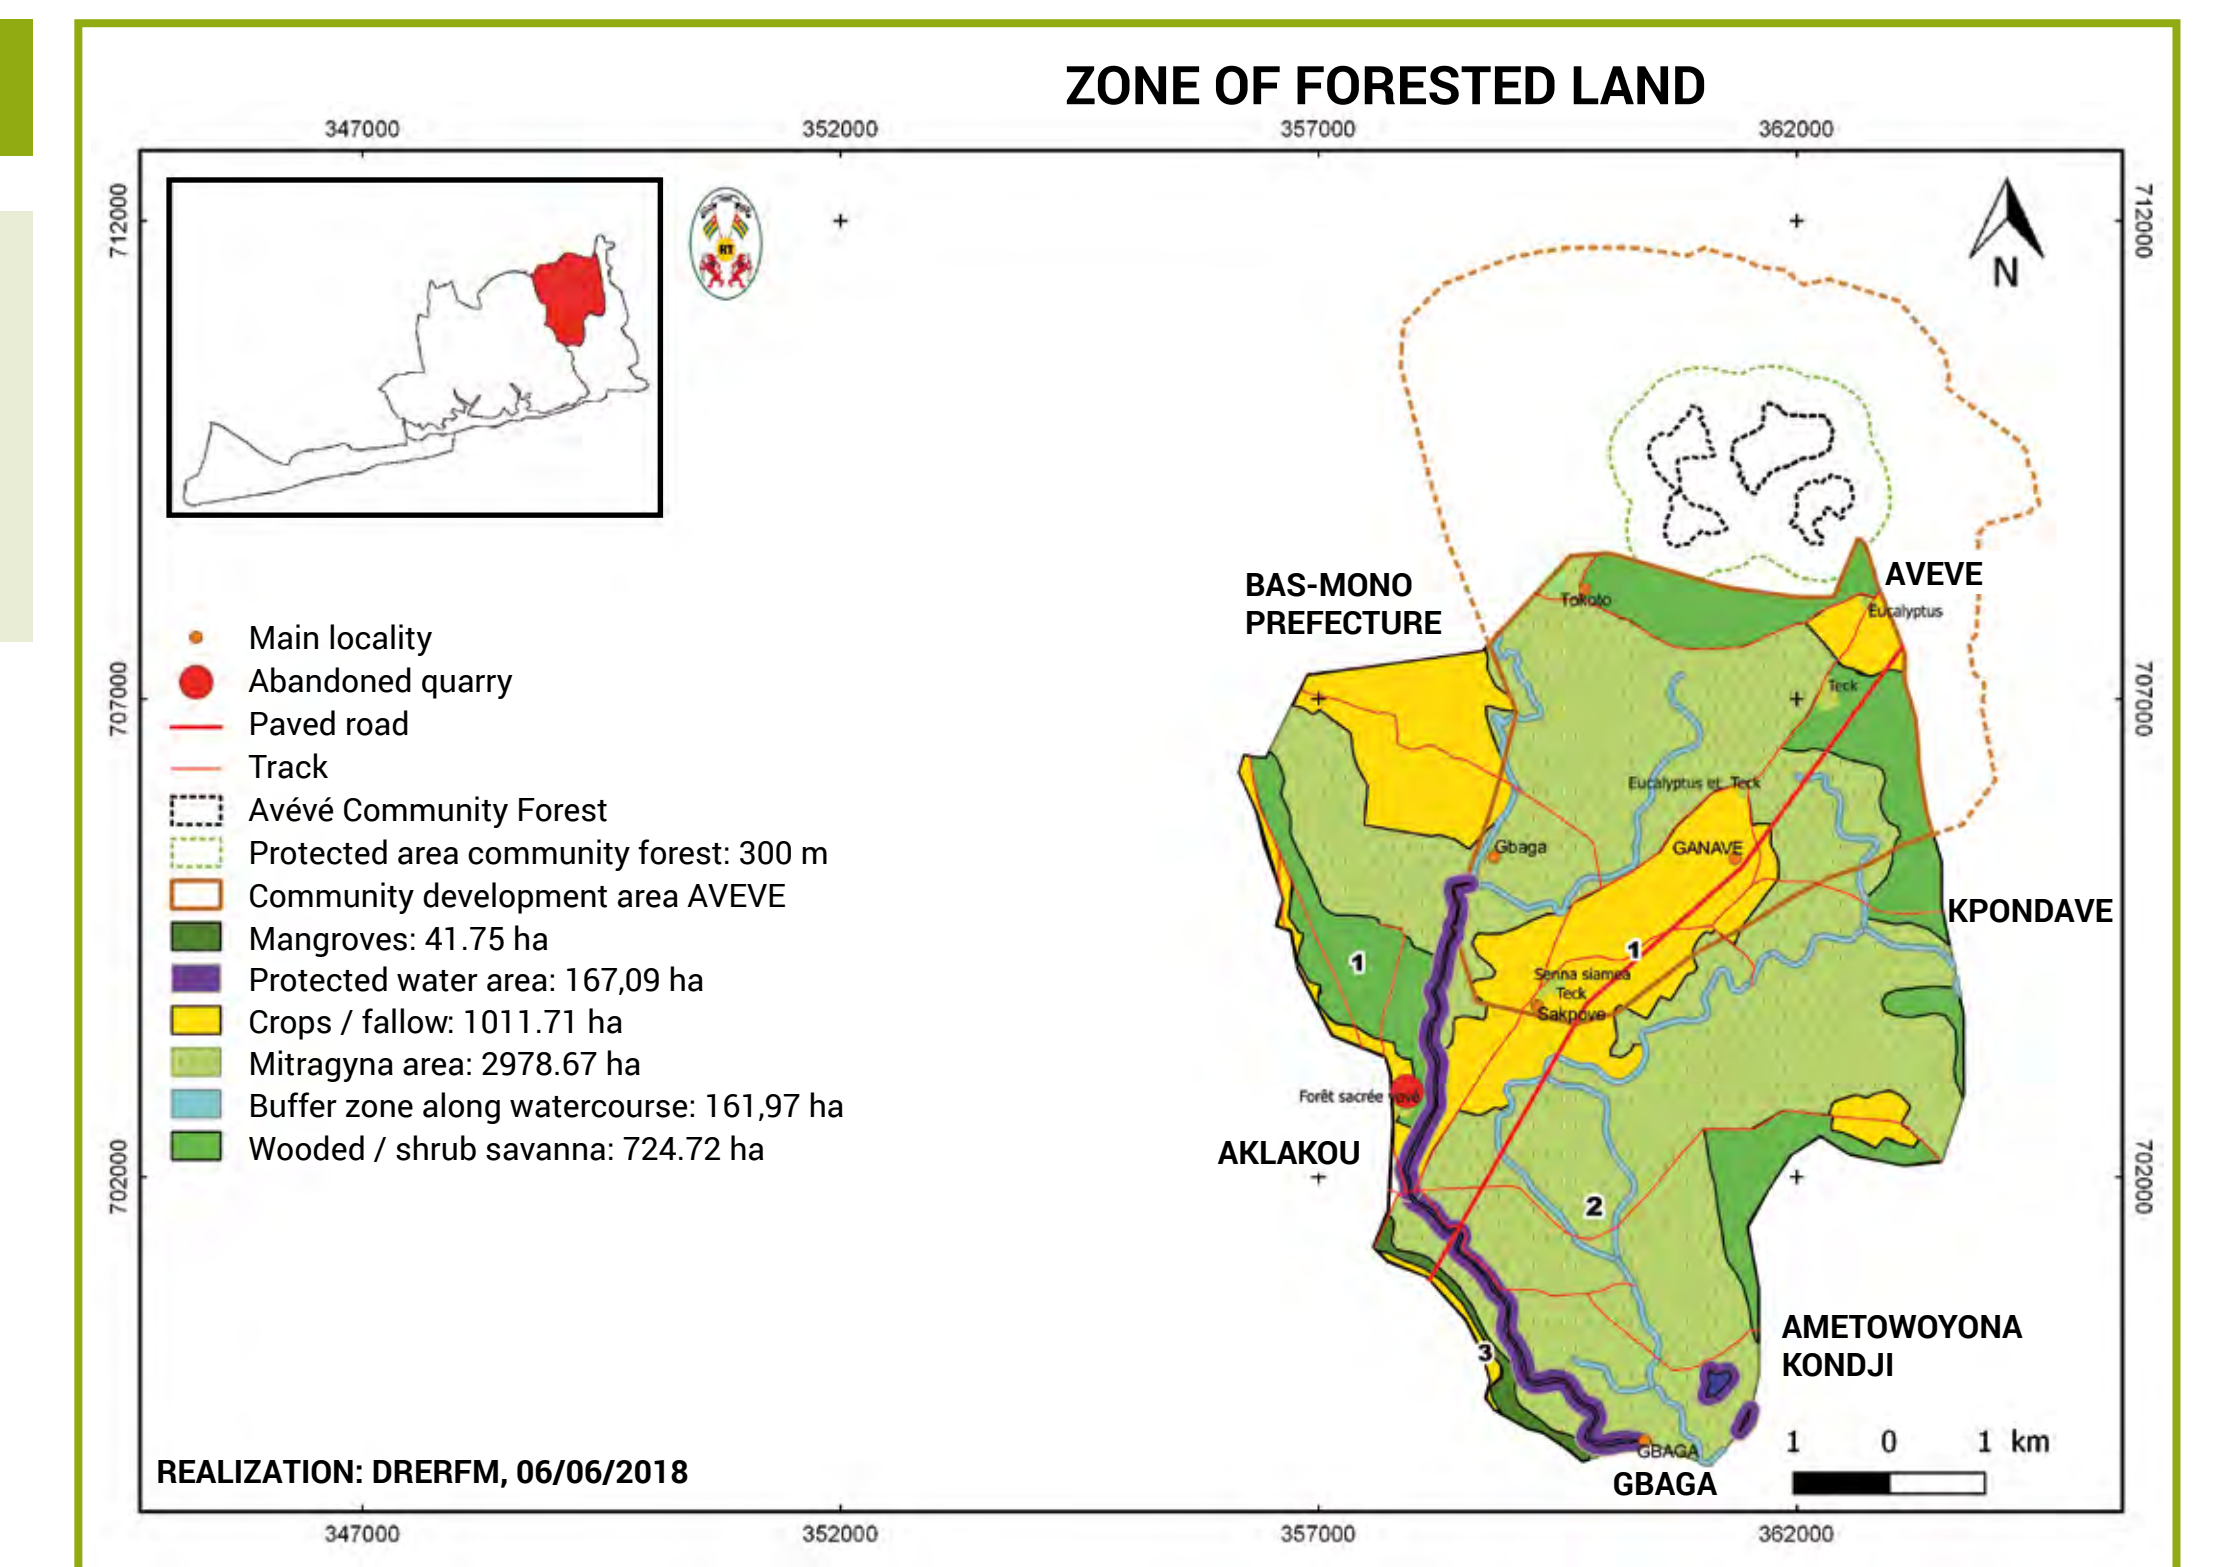 ZONE OF FORESTED LAND
347000
352000
357000
362000
712000
712000
RT
N
BAS-MONO
PREFECTURE
AVEVE
Eucalyptus
Tokoto
Main locality
Abandoned quarry
Paved road
Track
Avévé Community Forest
Protected area community forest: 300 m
Community development area AVEVE
Mangroves: 41.75 ha
Protected water area: 167,09 ha
Crops / fallow: 1011.71 ha
Mitragyna area: 2978.67 ha
Buffer zone along watercourse: 161,97 ha
Wooded / shrub savanna: 724.72 ha
707000
707000
Teck
Eucalyptus et Teck
Gbaga
GANAVE
KPONDAVE
1
1
Senna siamea
Teck
Sakpove
Forêt sacrée yové
AKLAKOU
702000
702000
2
3
AMETOWOYONA
KONDJI
GBAGA
GBAGA
1 0 1 km
REALIZATION: DRERFM, 06/06/2018
347000
352000
357000
362000